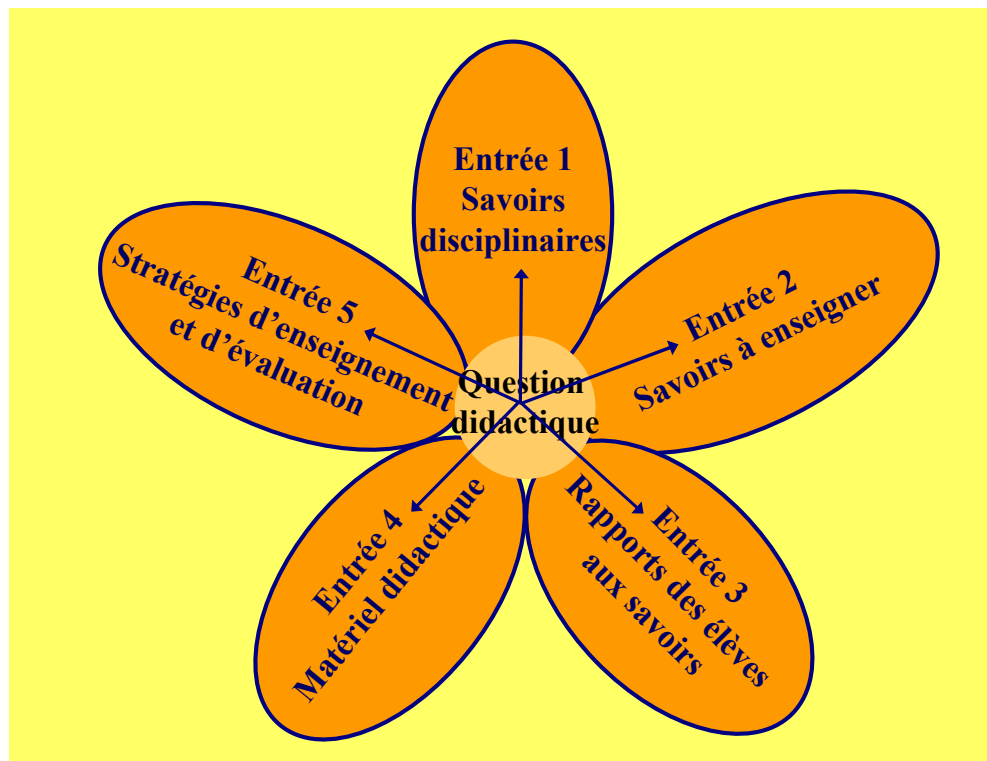 Entrée 1
Savoirs
disciplinaires
Entrée 2
Savoirs à enseigner
Entrée 3
Rapports des élèves
aux savoirs
Entrée 4
Matériel didactique
Entrée 5
Stratégies d’enseignement
et d’évaluation
Question
didactique